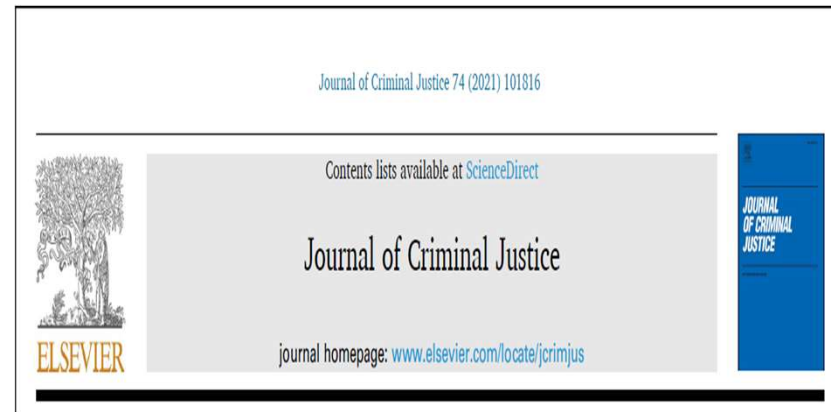 Journal of Criminal Justice 74 (2021) 101816
Contents lists available at ScienceDirect
Journal of Criminal Justice
journal homepage: www.elsevier.com/locate/jcrimjus
ELSEVIER
JOURNAL
OF CRIMINAL
JUSTICE